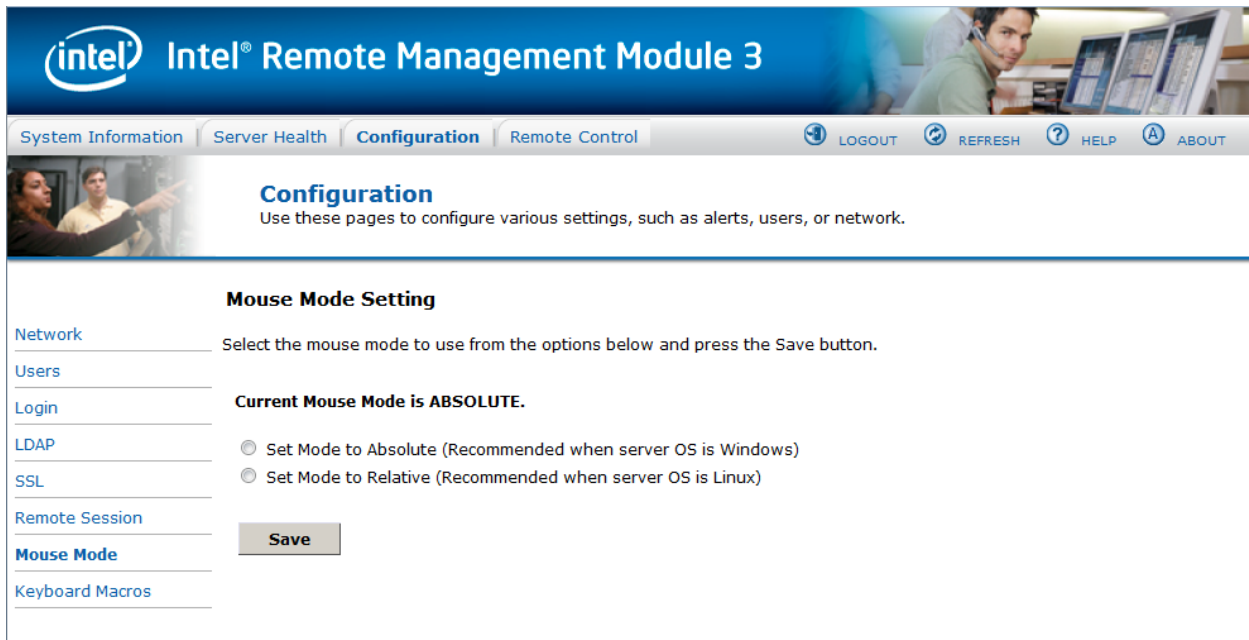 intel® Intel® Remote Management Module 3
System Information Server Health Configuration Remote Control LOGOUT REFRESH ? HELP A ABOUT
Configuration
Use these pages to configure various settings, such as alerts, users, or network.
Mouse Mode Setting
Network
Select the mouse mode to use from the options below and press the Save button.
Users
Login
Current Mouse Mode is ABSOLUTE.
LDAP
Set Mode to Absolute (Recommended when server OS is Windows)
SSL
Set Mode to Relative (Recommended when server OS is Linux)
Remote Session
Save
Mouse Mode
Keyboard Macros